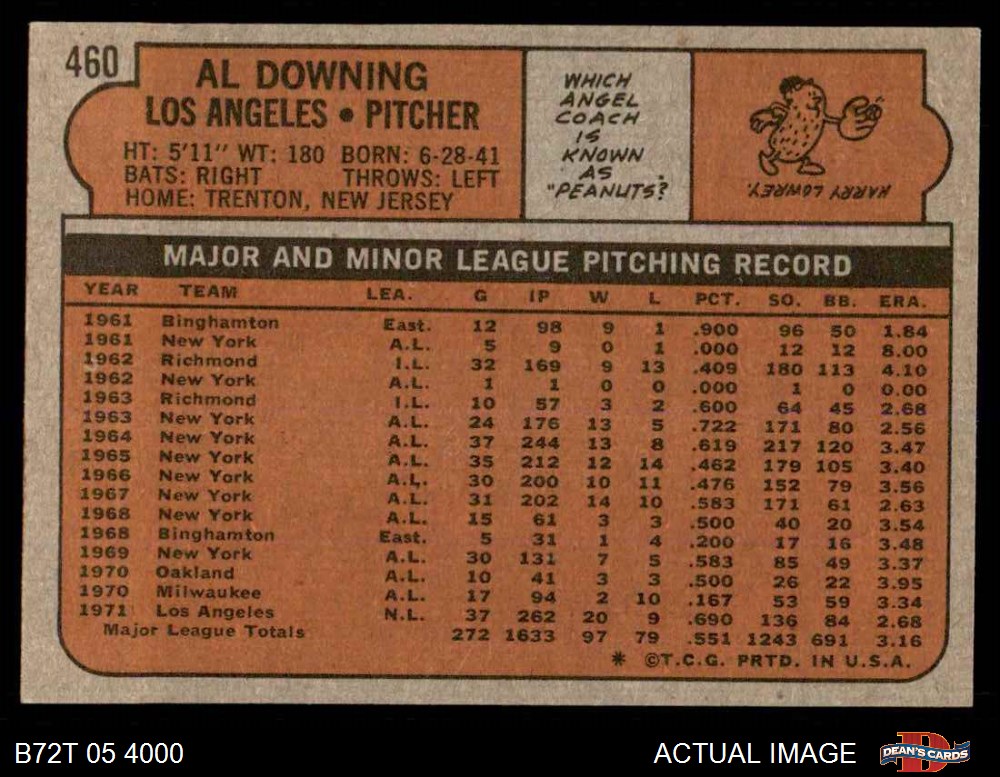 460
AL DOWNING
LOS ANGELES • PITCHER
HT: 5'11" WT: 180 BORN: 6-28-41
BATS: RIGHT THROWS: LEFT
HOME: TRENTON, NEW JERSEY
WHICH
ANGEL
COACH
IS
KNOWN
AS
"PEANUTS?
HARRY LOWREY.
MAJOR AND MINOR LEAGUE PITCHING RECORD
YEAR TEAM LEA. G IP W L PCT. SO. BB. ERA.
1961 Binghamton East. 12 98 9 1 .900 96 50 1.84
1961 New York A.L. 5 9 0 1 .000 12 12 8.00
1962 Richmond I.L. 32 169 9 13 .409 180 113 4.10
1962 New York A.L. 1 1 0 0 .000 1 0 0.00
1963 Richmond I.L. 10 57 3 2 .600 64 45 2.68
1963 New York A.L. 24 176 13 5 .722 171 80 2.56
1964 New York A.L. 37 244 13 8 .619 217 120 3.47
1965 New York A.L. 35 212 12 14 .462 179 105 3.40
1966 New York A.L. 30 200 10 11 .476 152 79 3.56
1967 New York A.L. 31 202 14 10 .583 171 61 2.63
1968 New York A.L. 15 61 3 3 .500 40 20 3.54
1968 Binghamton East. 5 31 1 4 .200 17 16 3.48
1969 New York A.L. 30 131 7 5 .583 85 49 3.37
1970 Oakland A.L. 10 41 3 3 .500 26 22 3.95
1970 Milwaukee A.L. 17 94 2 10 .167 53 59 3.34
1971 Los Angeles N.L. 37 262 20 9 .690 136 84 2.68
Major League Totals 272 1633 97 79 .551 1243 691 3.16
* ©T.C.G. PRTD. IN U.S.A.
B72T 05 4000
ACTUAL IMAGE
DEAN'S CARDS